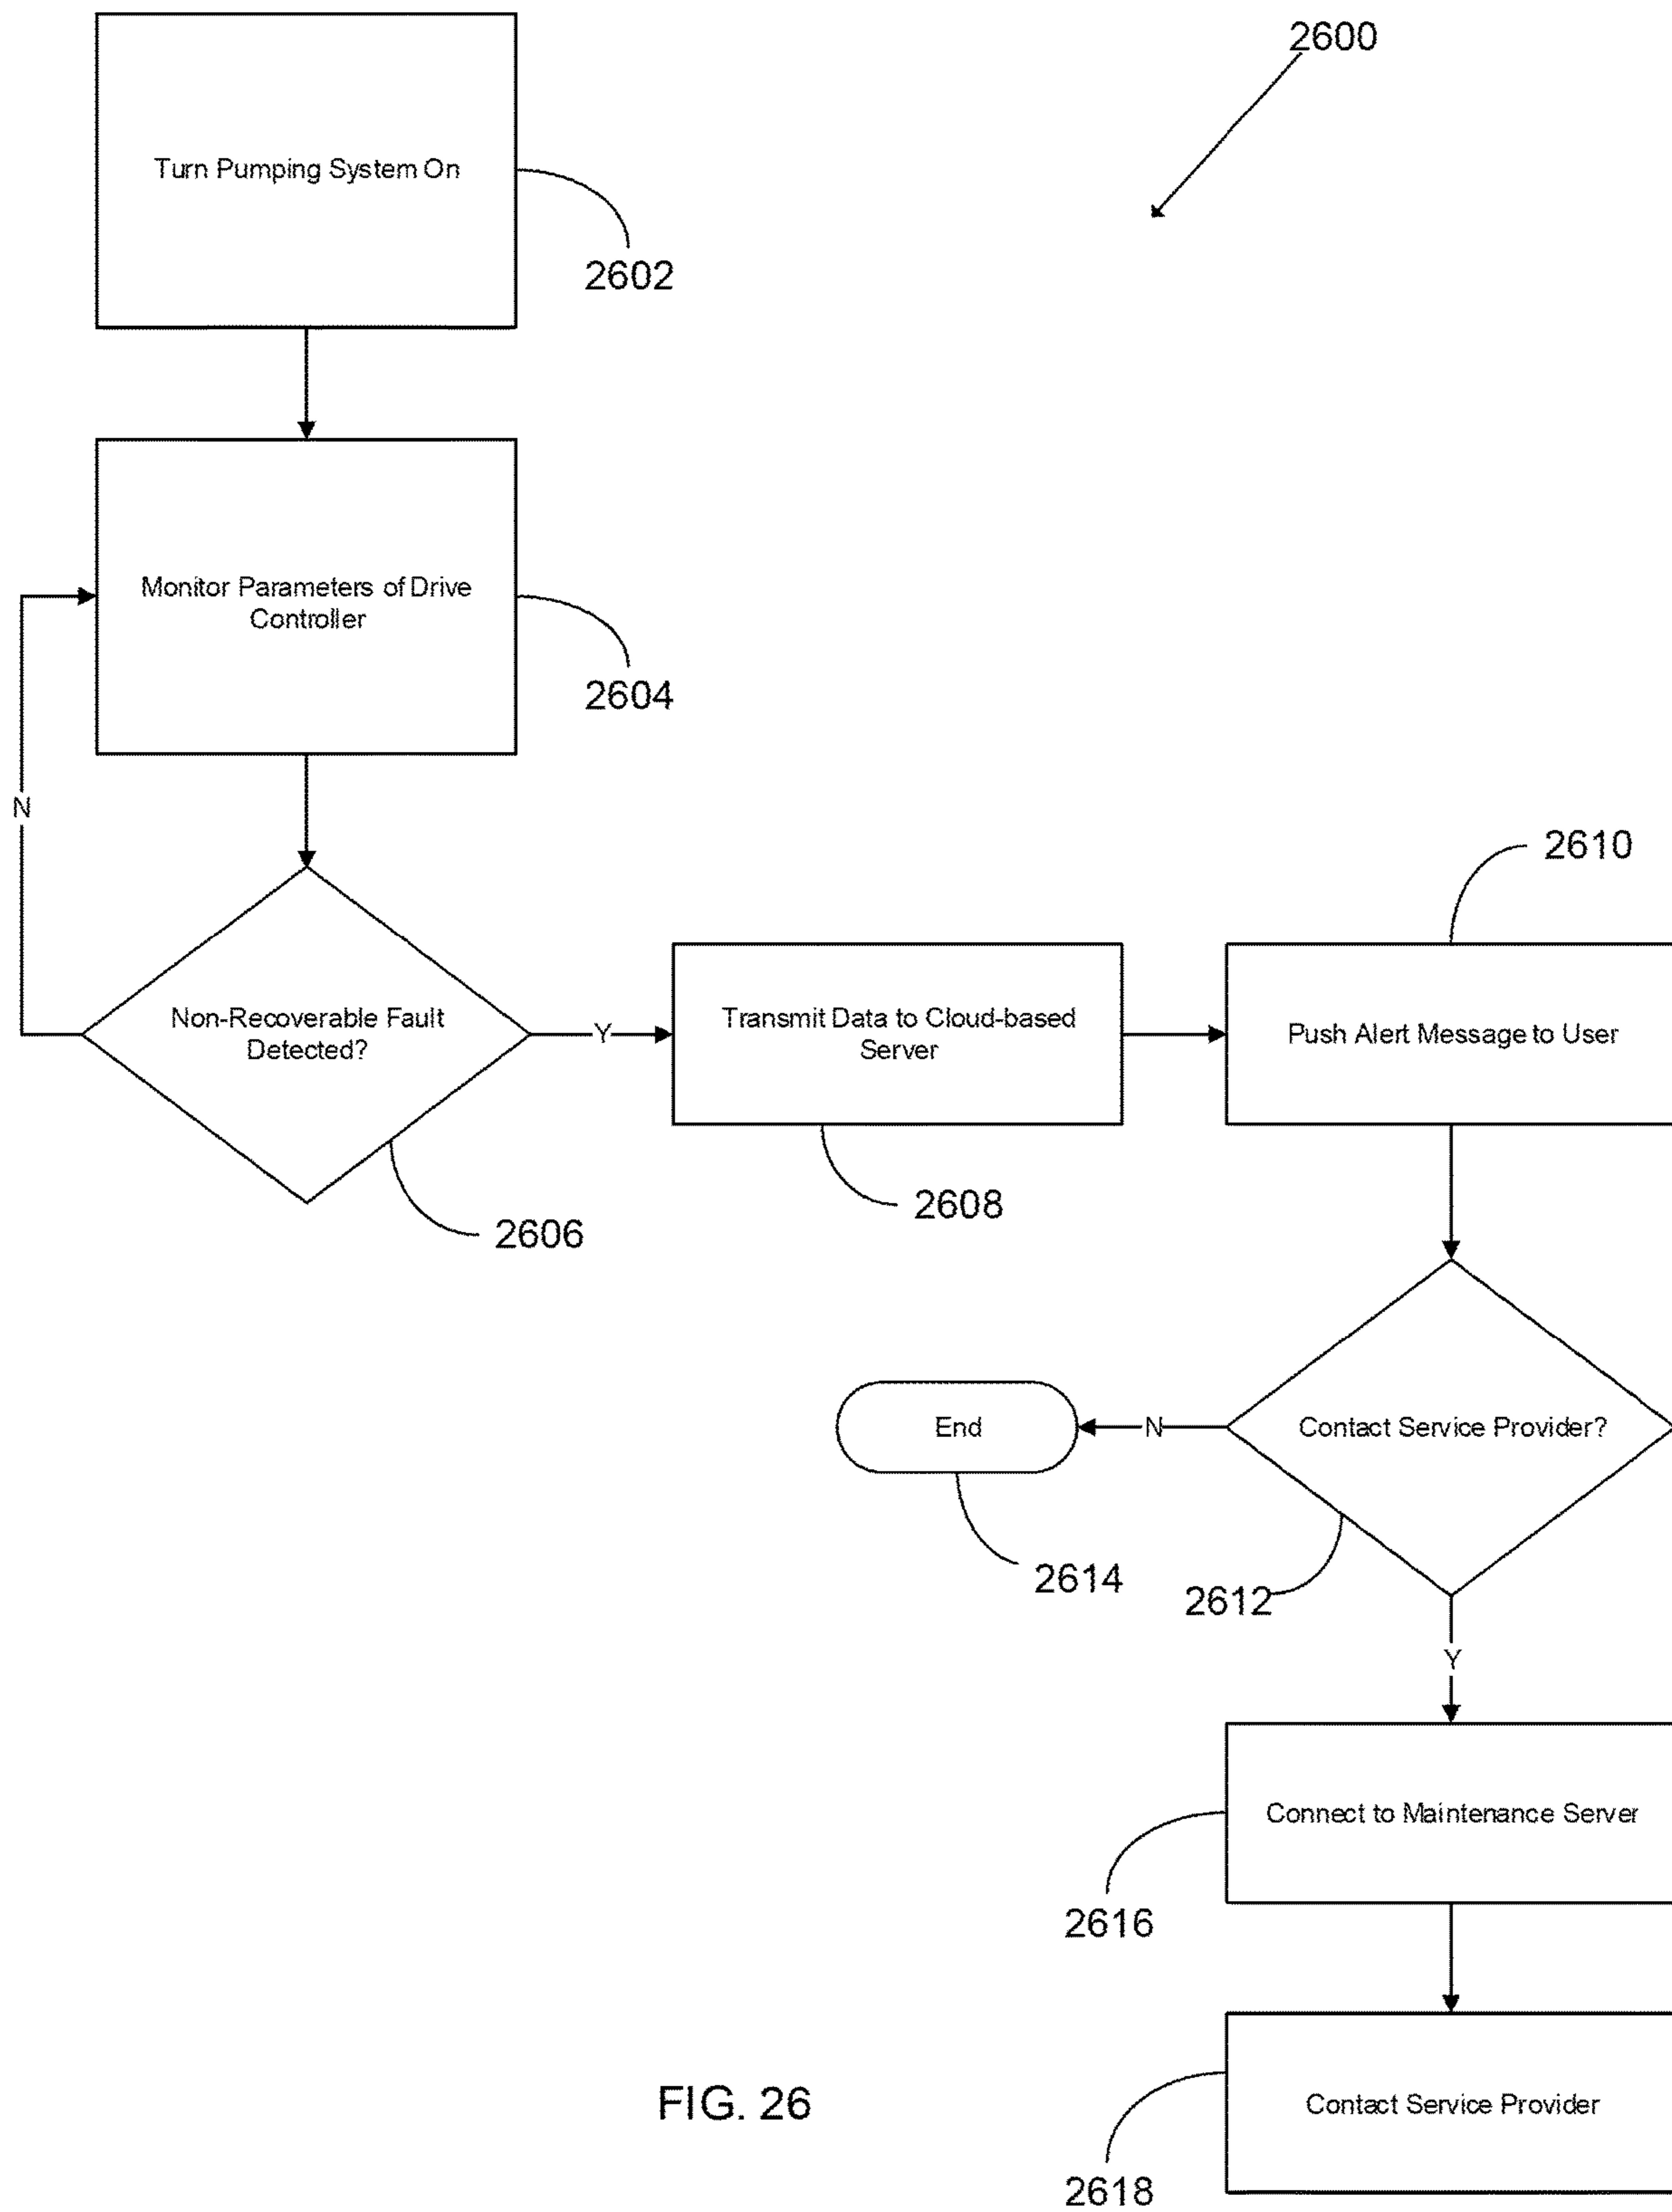 2600
Turn Pumping System On
2602
Monitor Parameters of Drive
Controller
2604
N
2610
Non-Recoverable Fault
Detected?
Y
Transmit Data to Cloud-based
Server
Push Alert Message to User
2608
2606
End
N
Contact Service Provider?
2614
2612
Y
Connect to Maintenance Server
2616
Contact Service Provider
2618
FIG. 26